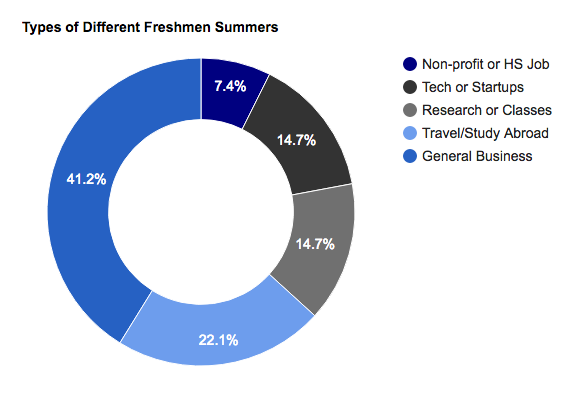 Types of Different Freshmen Summers
Non-profit or HS Job
Tech or Startups
Research or Classes
Travel/Study Abroad
General Business
7.4%
14.7%
14.7%
22.1%
41.2%